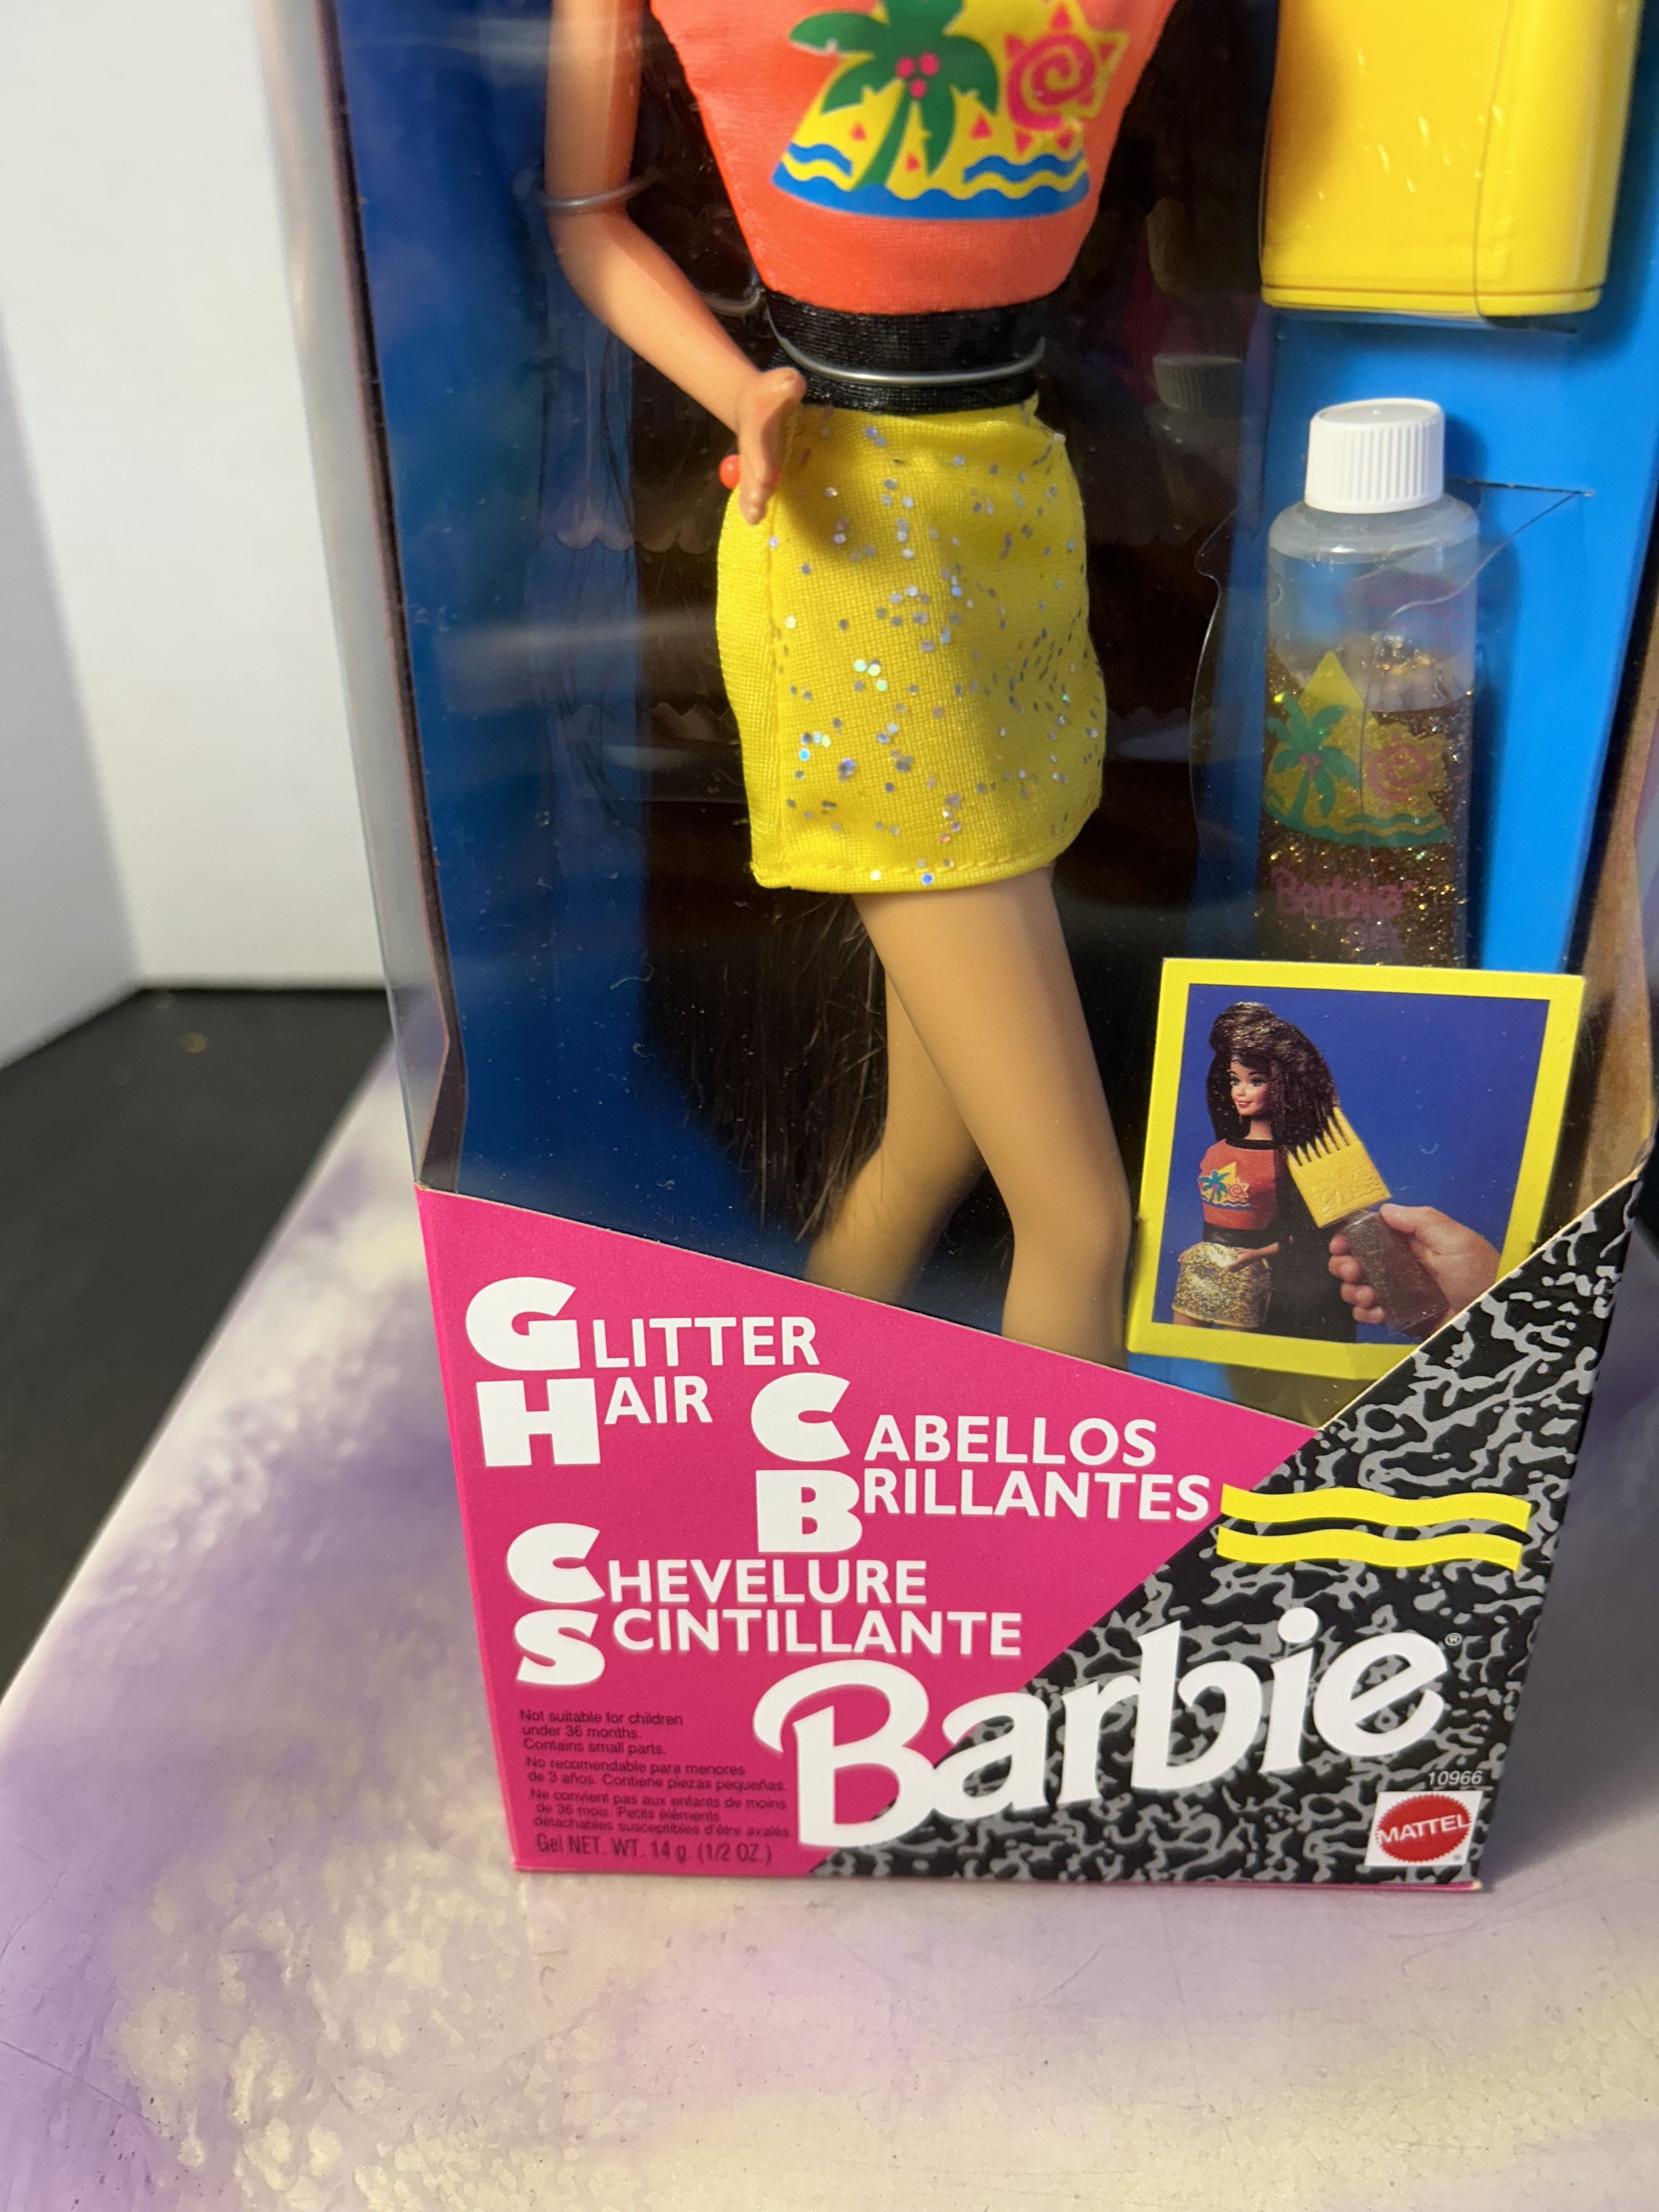 Barbie
Gel
GLITTER
HAIR
CABELLOS
BRILLANTES
CHEVELURE
SCINTILLANTE
Barbie®
Not suitable for children
under 36 months.
Contains small parts.
No recomendable para menores
de 3 años. Contiene piezas pequeñas.
Ne convient pas aux enfants de moins
de 36 mois. Petits éléments
détachables susceptibles d'être avalés.
Gel NET. WT. 14 g. (1/2 OZ.)
10966
MATTEL